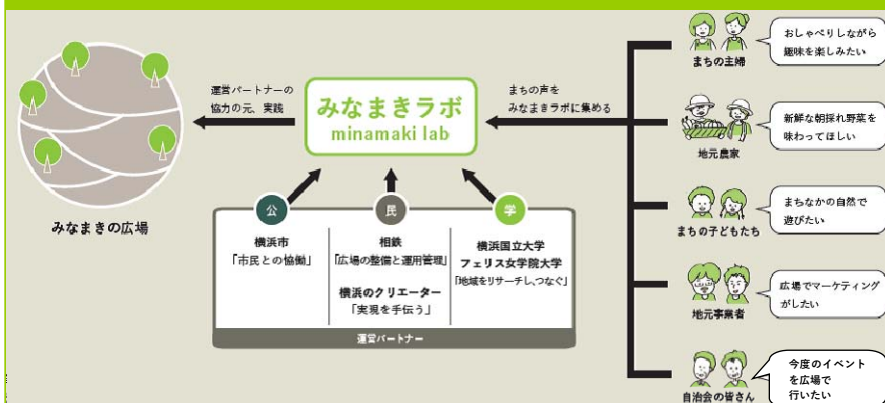 みなまきの広場
運営パートナーの
協力の元、実践
みなまきラボ
minamaki lab
まちの声を
みなまきラボに集める
公
横浜市
「市民との協働」
民
相鉄
「広場の整備と運用管理」
横浜のクリエーター
「実現を手伝う」
学
横浜国立大学
フェリス女学院大学
「地域をリサーチし、つなぐ」
運営パートナー
まちの主婦
おしゃべりしながら
趣味を楽しみたい
地元農家
新鮮な朝採れ野菜を
味わってほしい
まちの子どもたち
まちなかの自然で
遊びたい
地元事業者
広場でマーケティング
がしたい
自治会の皆さん
今度のイベント
を広場で
行いたい